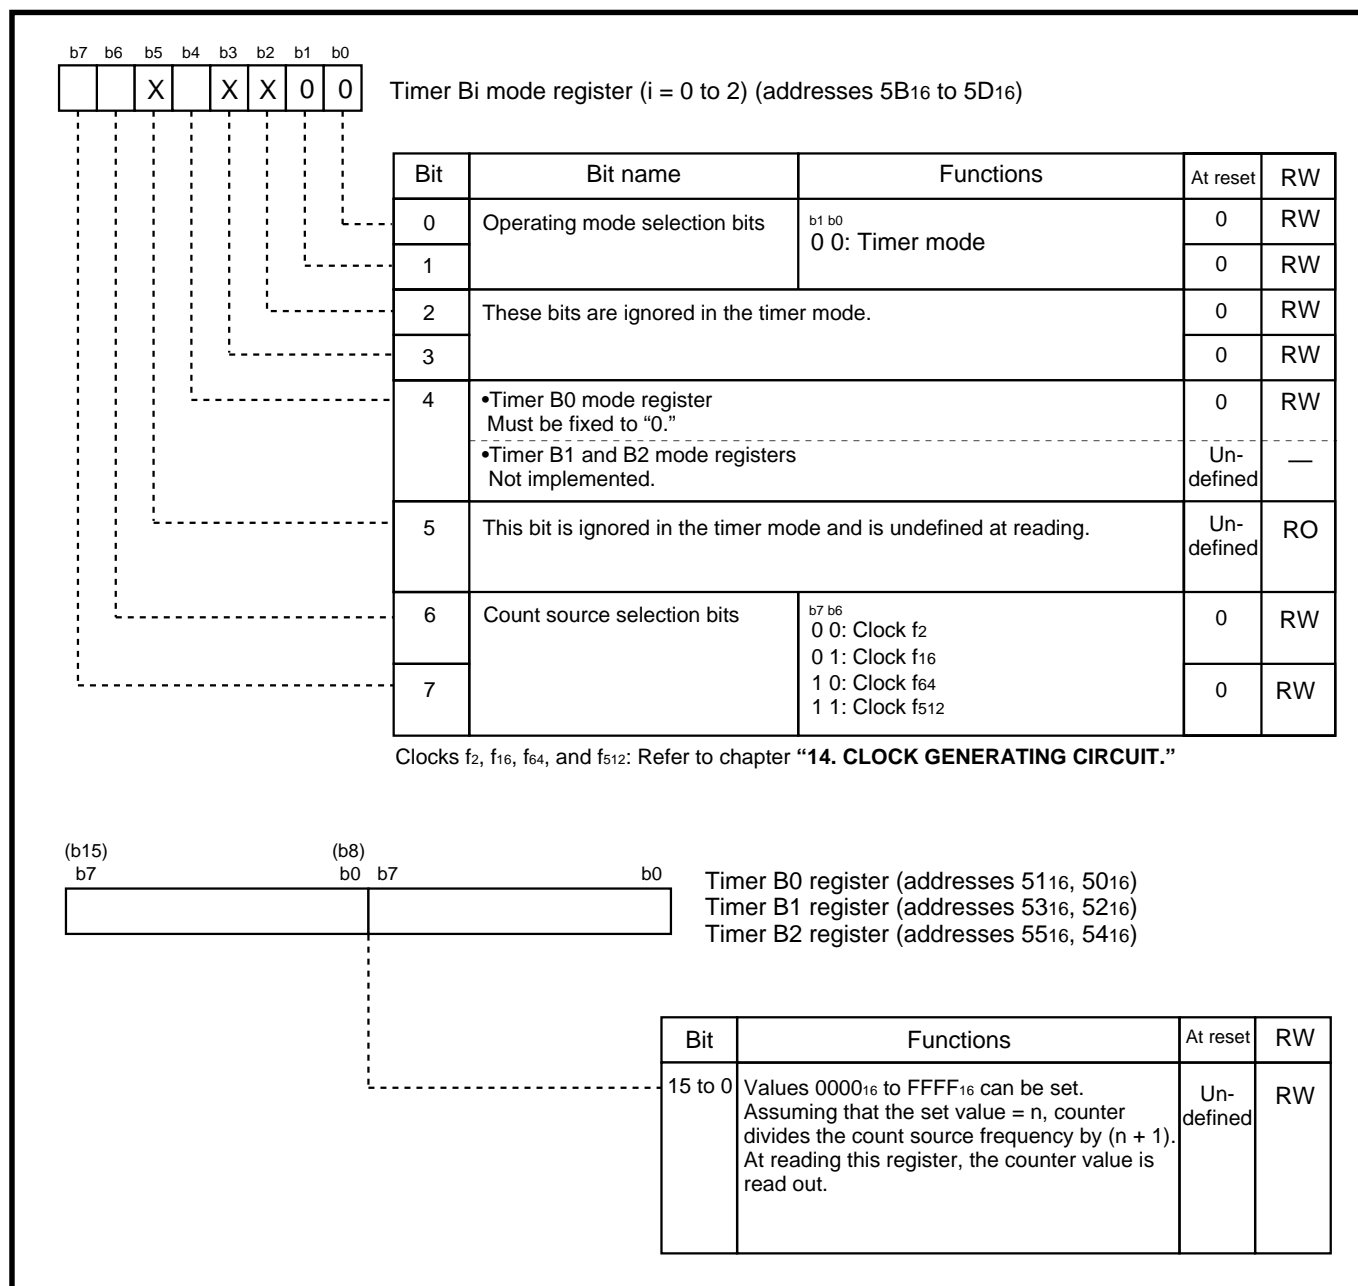 b7 b6 b5 b4 b3 b2 b1 b0
X X X 0 0
Timer Bi mode register (i = 0 to 2) (addresses 5B16 to 5D16)
Bit Bit name Functions At reset RW
0 Operating mode selection bits b1 b0 0 RW
0 0: Timer mode
1 0 RW
2 These bits are ignored in the timer mode. 0 RW
3 0 RW
4 •Timer B0 mode register 0 RW
Must be fixed to “0.”
•Timer B1 and B2 mode registers Un- —
Not implemented. defined
5 This bit is ignored in the timer mode and is undefined at reading. Un- RO
defined
6 Count source selection bits b7 b6 0 RW
0 0: Clock f2
0 1: Clock f16
7 1 0: Clock f64 0 RW
1 1: Clock f512
Clocks f2, f16, f64, and f512: Refer to chapter “14. CLOCK GENERATING CIRCUIT.”
(b15) (b8)
b7 b0 b7 b0
Timer B0 register (addresses 5116, 5016)
Timer B1 register (addresses 5316, 5216)
Timer B2 register (addresses 5516, 5416)
Bit Functions At reset RW
15 to 0 Values 000016 to FFFF16 can be set. Un- RW
Assuming that the set value = n, counter defined
divides the count source frequency by (n + 1).
At reading this register, the counter value is
read out.